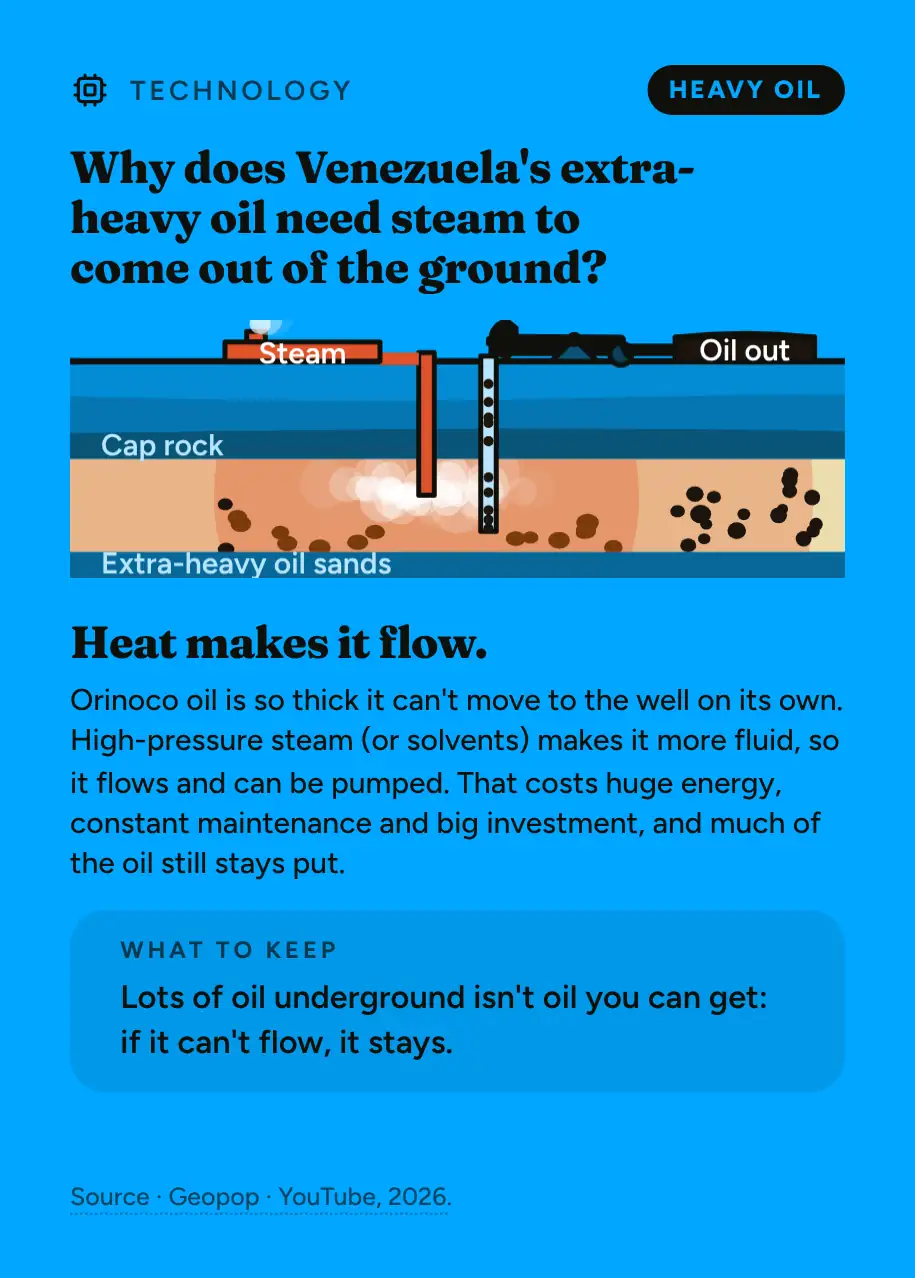 TECHNOLOGY
HEAVY OIL
Why does Venezuela's extra-
heavy oil need steam to
come out of the ground?
Steam
Oil out
Cap rock
Extra-heavy oil sands
Heat makes it flow.
Orinoco oil is so thick it can't move to the well on its own.
High-pressure steam (or solvents) makes it more fluid, so
it flows and can be pumped. That costs huge energy,
constant maintenance and big investment, and much of
the oil still stays put.
WHAT TO KEEP
Lots of oil underground isn't oil you can get:
if it can't flow, it stays.
Source · Geopop · YouTube, 2026.